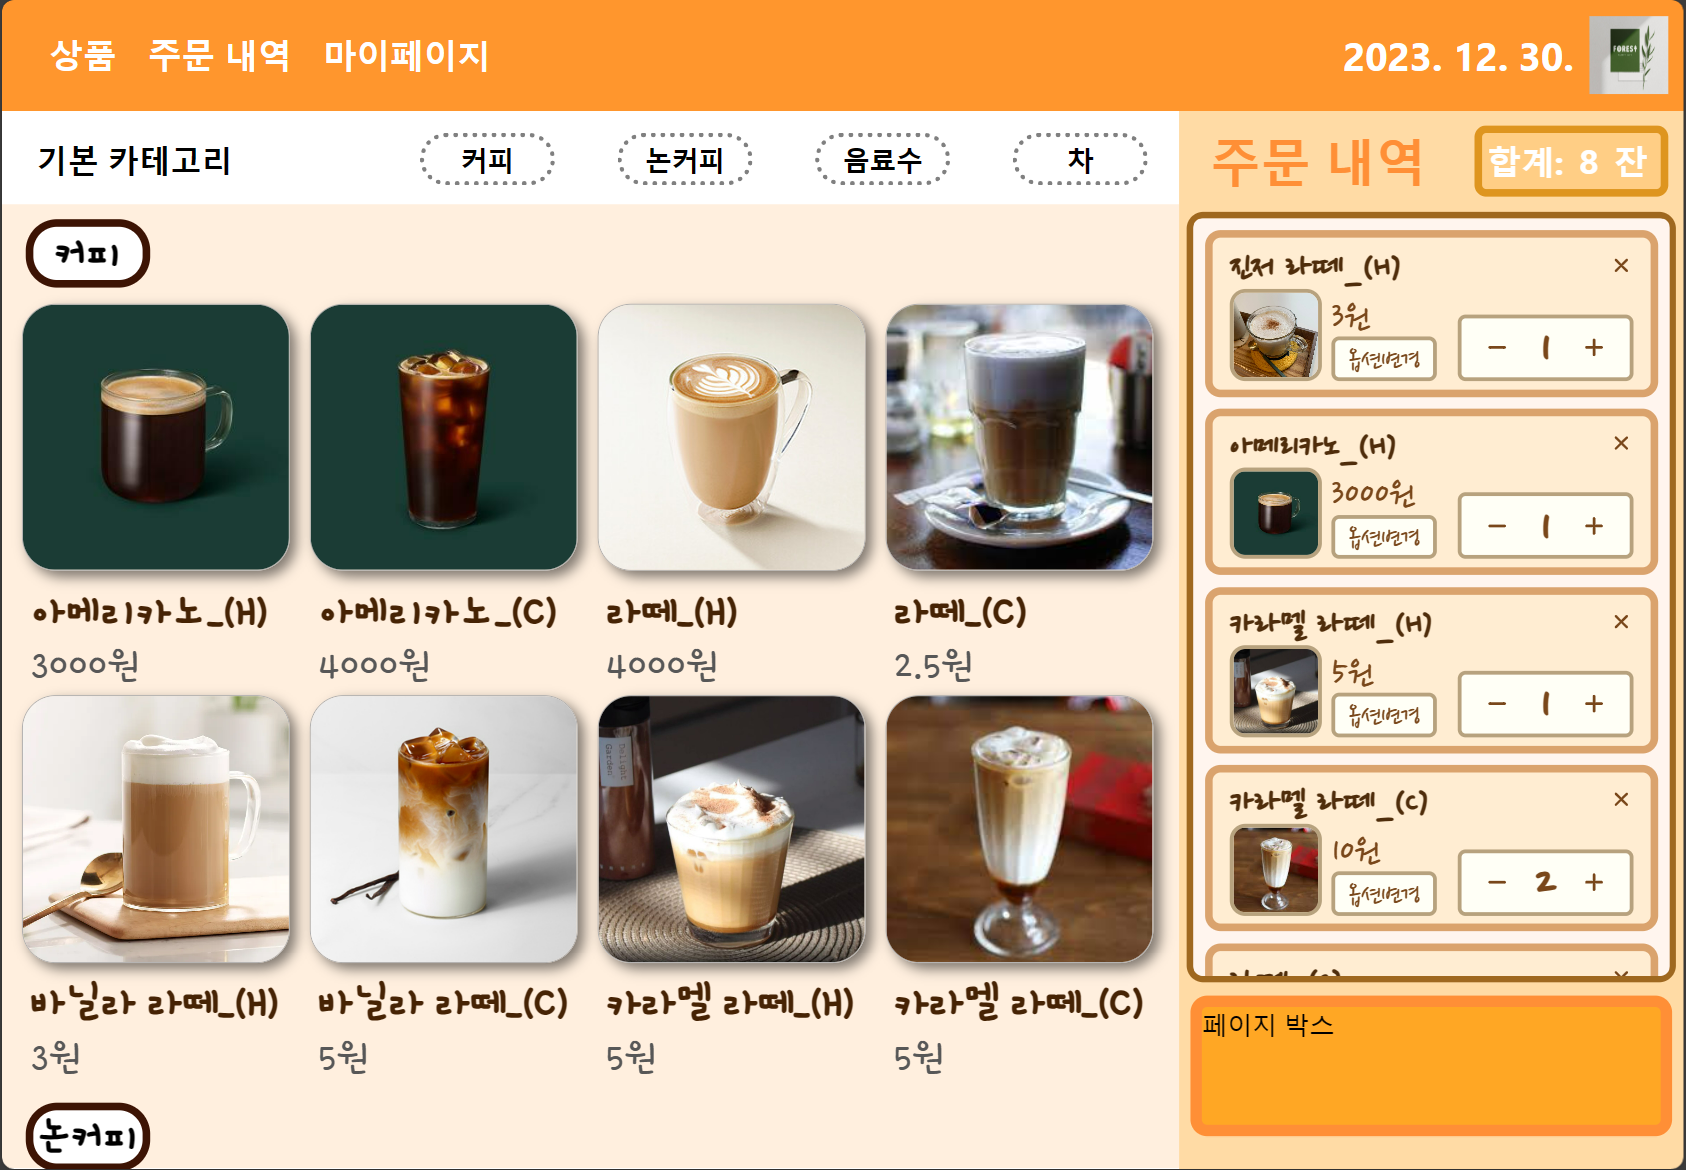 상품 주문 내역 마이페이지
2023. 12. 30.
FOREST
기본 카테고리
커피
논커피
음료수
차
주문 내역
합계: 8 잔
커피
아메리카노_(H)
3000원
아메리카노_(C)
4000원
라떼_(H)
4000원
라떼_(C)
2.5원
Delight
Garden
바닐라 라떼_(H)
3원
바닐라 라떼_(C)
5원
카라멜 라떼_(H)
5원
카라멜 라떼_(C)
5원
논커피
진저 라떼_(H) ×
3원
옵션변경
− 1 +
아메리카노_(H) ×
3000원
옵션변경
− 1 +
카라멜 라떼_(H) ×
5원
옵션변경
− 1 +
카라멜 라떼_(C) ×
10원
옵션변경
− 2 +
페이지 박스